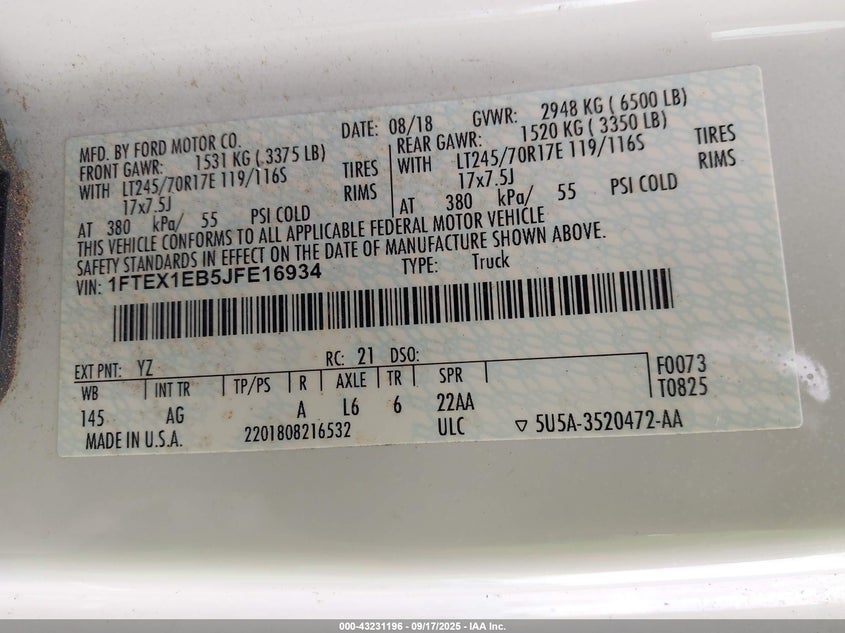 MFD. BY FORD MOTOR CO.
DATE: 08/18 GVWR: 2948 KG ( 6500 LB)
FRONT GAWR: 1531 KG ( 3375 LB)
WITH LT245/70R17E 119/116S TIRES
17x7.5J RIMS
AT 380 kPa/ 55 PSI COLD
REAR GAWR: 1520 KG ( 3350 LB)
WITH LT245/70R17E 119/116S TIRES
17x7.5J RIMS
AT 380 kPa/ 55 PSI COLD
THIS VEHICLE CONFORMS TO ALL APPLICABLE FEDERAL MOTOR VEHICLE
SAFETY STANDARDS IN EFFECT ON THE DATE OF MANUFACTURE SHOWN ABOVE.
VIN: 1FTEX1EB5JFE16934 TYPE: Truck
EXT PNT: YZ RC: 21 DSO:
WB INT TR TP/PS R AXLE TR SPR F0073
145 AG A L6 6 22AA T0825
MADE IN U.S.A. 2201808216532 ULC ▽ 5U5A-3520472-AA
000-43231196 - 09/17/2025 - IAA Inc.